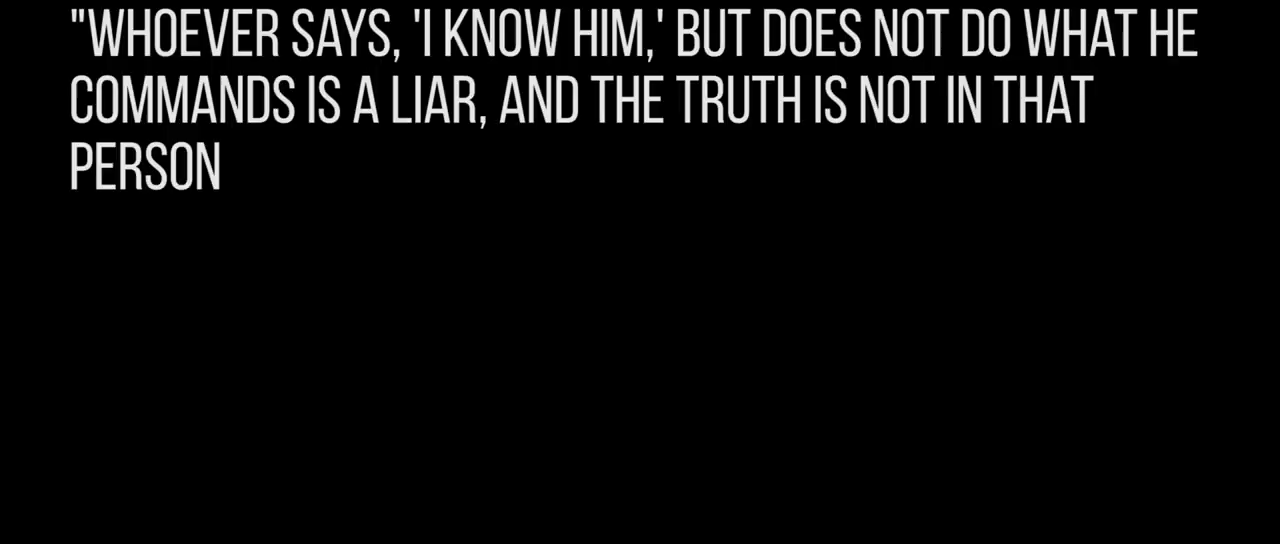 "WHOEVER SAYS, 'I KNOW HIM,' BUT DOES NOT DO WHAT HE
COMMANDS IS A LIAR, AND THE TRUTH IS NOT IN THAT
PERSON